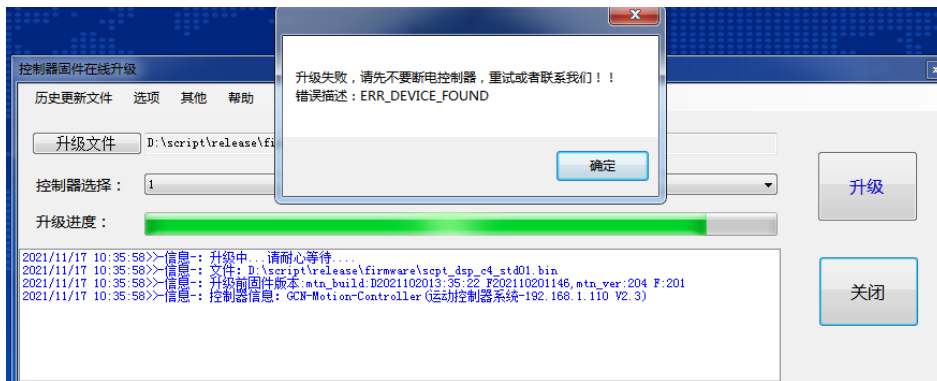 x
升级失败，请先不要断电控制器，重试或者联系我们！！
错误描述：ERR_DEVICE_FOUND
确定
控制器固件在线升级
历史更新文件 选项 其他 帮助
升级文件 D:\script\release\fi
控制器选择： 1
升级
升级进度：
2021/11/17 10:35:58>>-信息-: 升级中...请耐心等待....
2021/11/17 10:35:58>>-信息-: 文件: D:\script\release\firmware\scpt_dsp_c4_std01.bin
2021/11/17 10:35:58>>-信息-: 升级前固件版本:mtn_build:D2021102013:35:22 F202110201146,mtn_ver:204 F:201
2021/11/17 10:35:58>>-信息-: 控制器信息: GCN-Motion-Controller(运动控制器系统-192.168.1.110 V2.3)
关闭